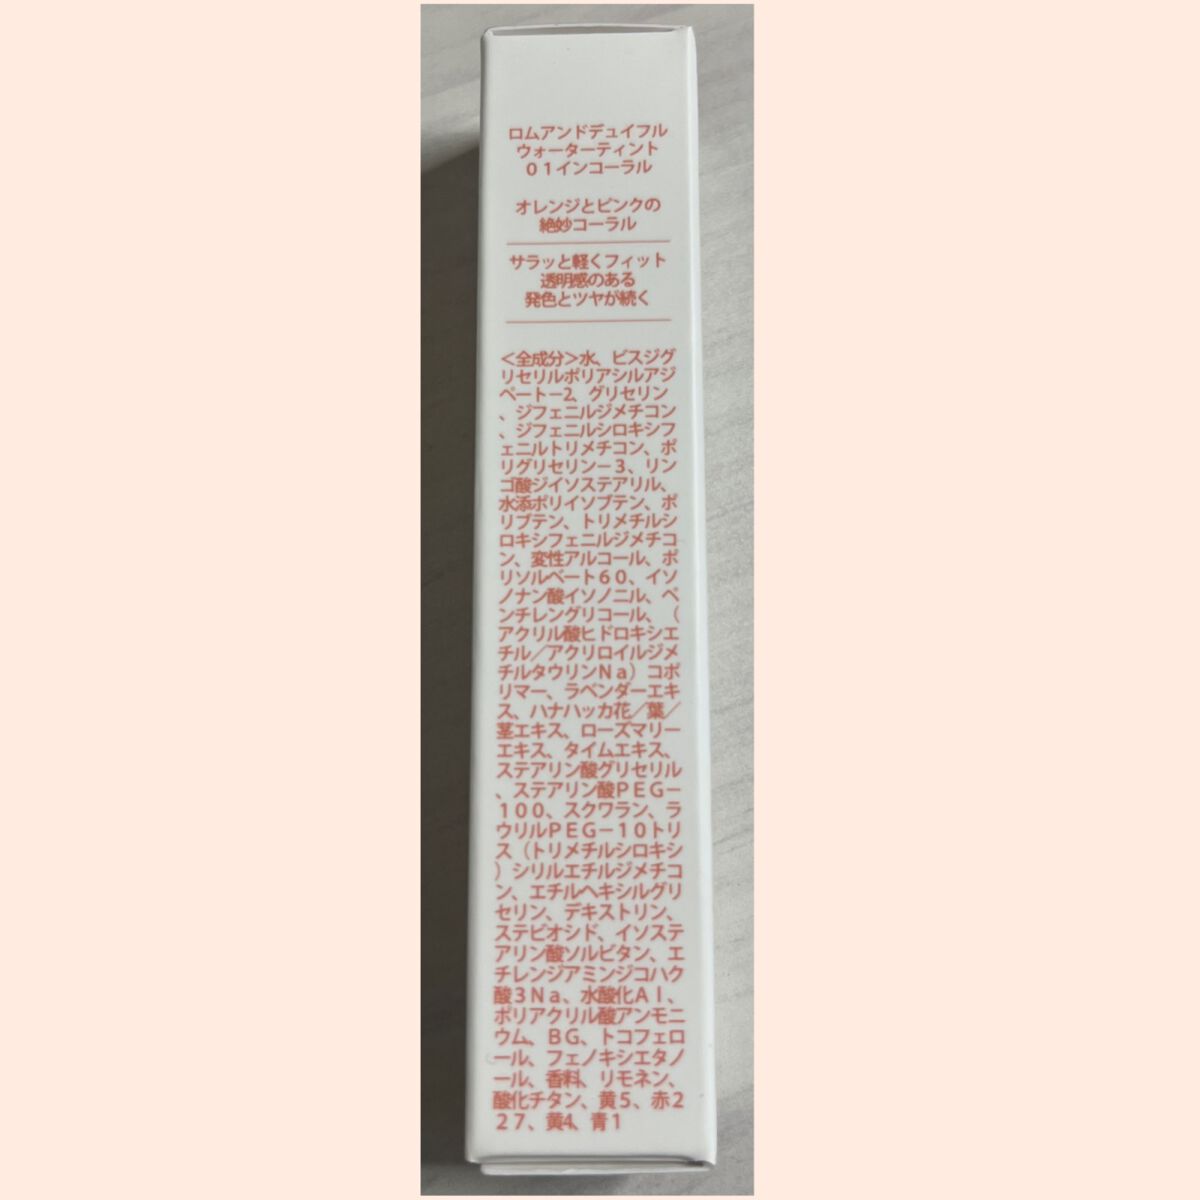 ロムアンドデュイフル
ウォーターティント
０１インコーラル
オレンジとピンクの
絶妙コーラル
サラッと軽くフィット
透明感のある
発色とツヤが続く
＜全成分＞水、ビスジグ
リセリルポリアシルアジ
ペート－2、グリセリン
、ジフェニルジメチコン
、ジフェニルシロキシフ
ェニルトリメチコン、ポ
リグリセリン－３、リン
ゴ酸ジイソステアリル、
水添ポリイソブテン、ポ
リブテン、トリメチルシ
ロキシフェニルジメチコ
ン、変性アルコール、ポ
リソルベート６０、イソ
ノナン酸イソノニル、ペ
ンチレングリコール、（
アクリル酸ヒドロキシエ
チル／アクリロイルジメ
チルタウリンＮａ）コポ
リマー、ラベンダーエキ
ス、ハナハッカ花／葉／
茎エキス、ローズマリー
エキス、タイムエキス、
ステアリン酸グリセリル
、ステアリン酸ＰＥＧ－
１００、スクワラン、ラ
ウリルＰＥＧ－１０トリ
ス（トリメチルシロキシ
）シリルエチルジメチコ
ン、エチルヘキシルグリ
セリン、デキストリン、
ステビオシド、イソステ
アリン酸ソルビタン、エ
チレンジアミンジコハク
酸３Ｎａ、水酸化Ａｌ、
ポリアクリル酸アンモニ
ウム、ＢＧ、トコフェロ
ール、フェノキシエタノ
ール、香料、リモネン、
酸化チタン、黄５、赤２
２７、黄4、青１